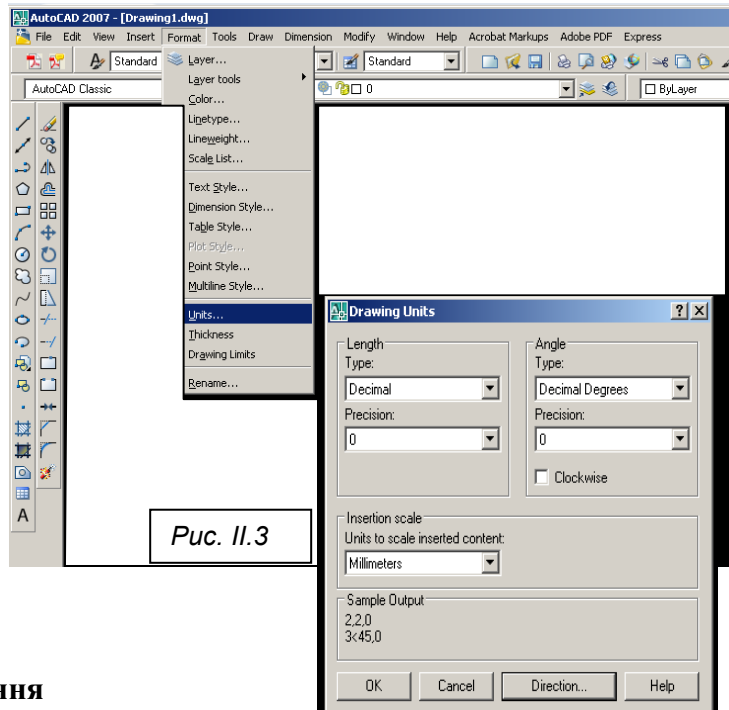 AutoCAD 2007 - [Drawing1.dwg]
File Edit View Insert Format Tools Draw Dimension Modify Window Help Acrobat Markups Adobe PDF Express
Standard Standard
AutoCAD Classic 0 ByLayer
Layer...
Layer tools
Color...
Linetype...
Lineweight...
Scale List...
Text Style...
Dimension Style...
Table Style...
Plot Style...
Point Style...
Multiline Style...
Units...
Thickness
Drawing Limits
Rename...
A
Рис. II.3
Drawing Units
Length Angle
Type: Type:
Decimal Decimal Degrees
Precision: Precision:
0 0
Clockwise
Insertion scale
Units to scale inserted content:
Millimeters
Sample Output
2,2,0
3<45,0
OK Cancel Direction... Help